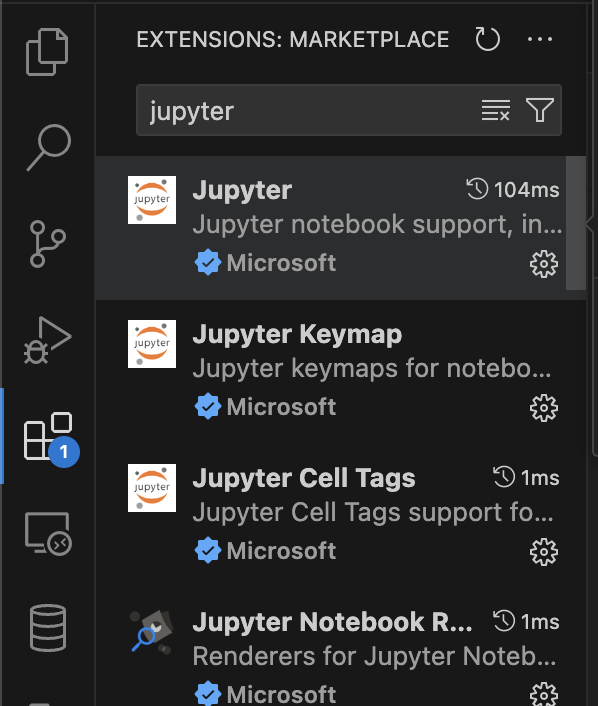 EXTENSIONS: MARKETPLACE
jupyter
jupyter
Jupyter
104ms
Jupyter notebook support, in...
Microsoft
jupyter
Jupyter Keymap
Jupyter keymaps for notebo...
Microsoft
1
jupyter
Jupyter Cell Tags
1ms
Jupyter Cell Tags support fo...
Microsoft
Jupyter Notebook R...
1ms
Renderers for Jupyter Noteb...
Microsoft